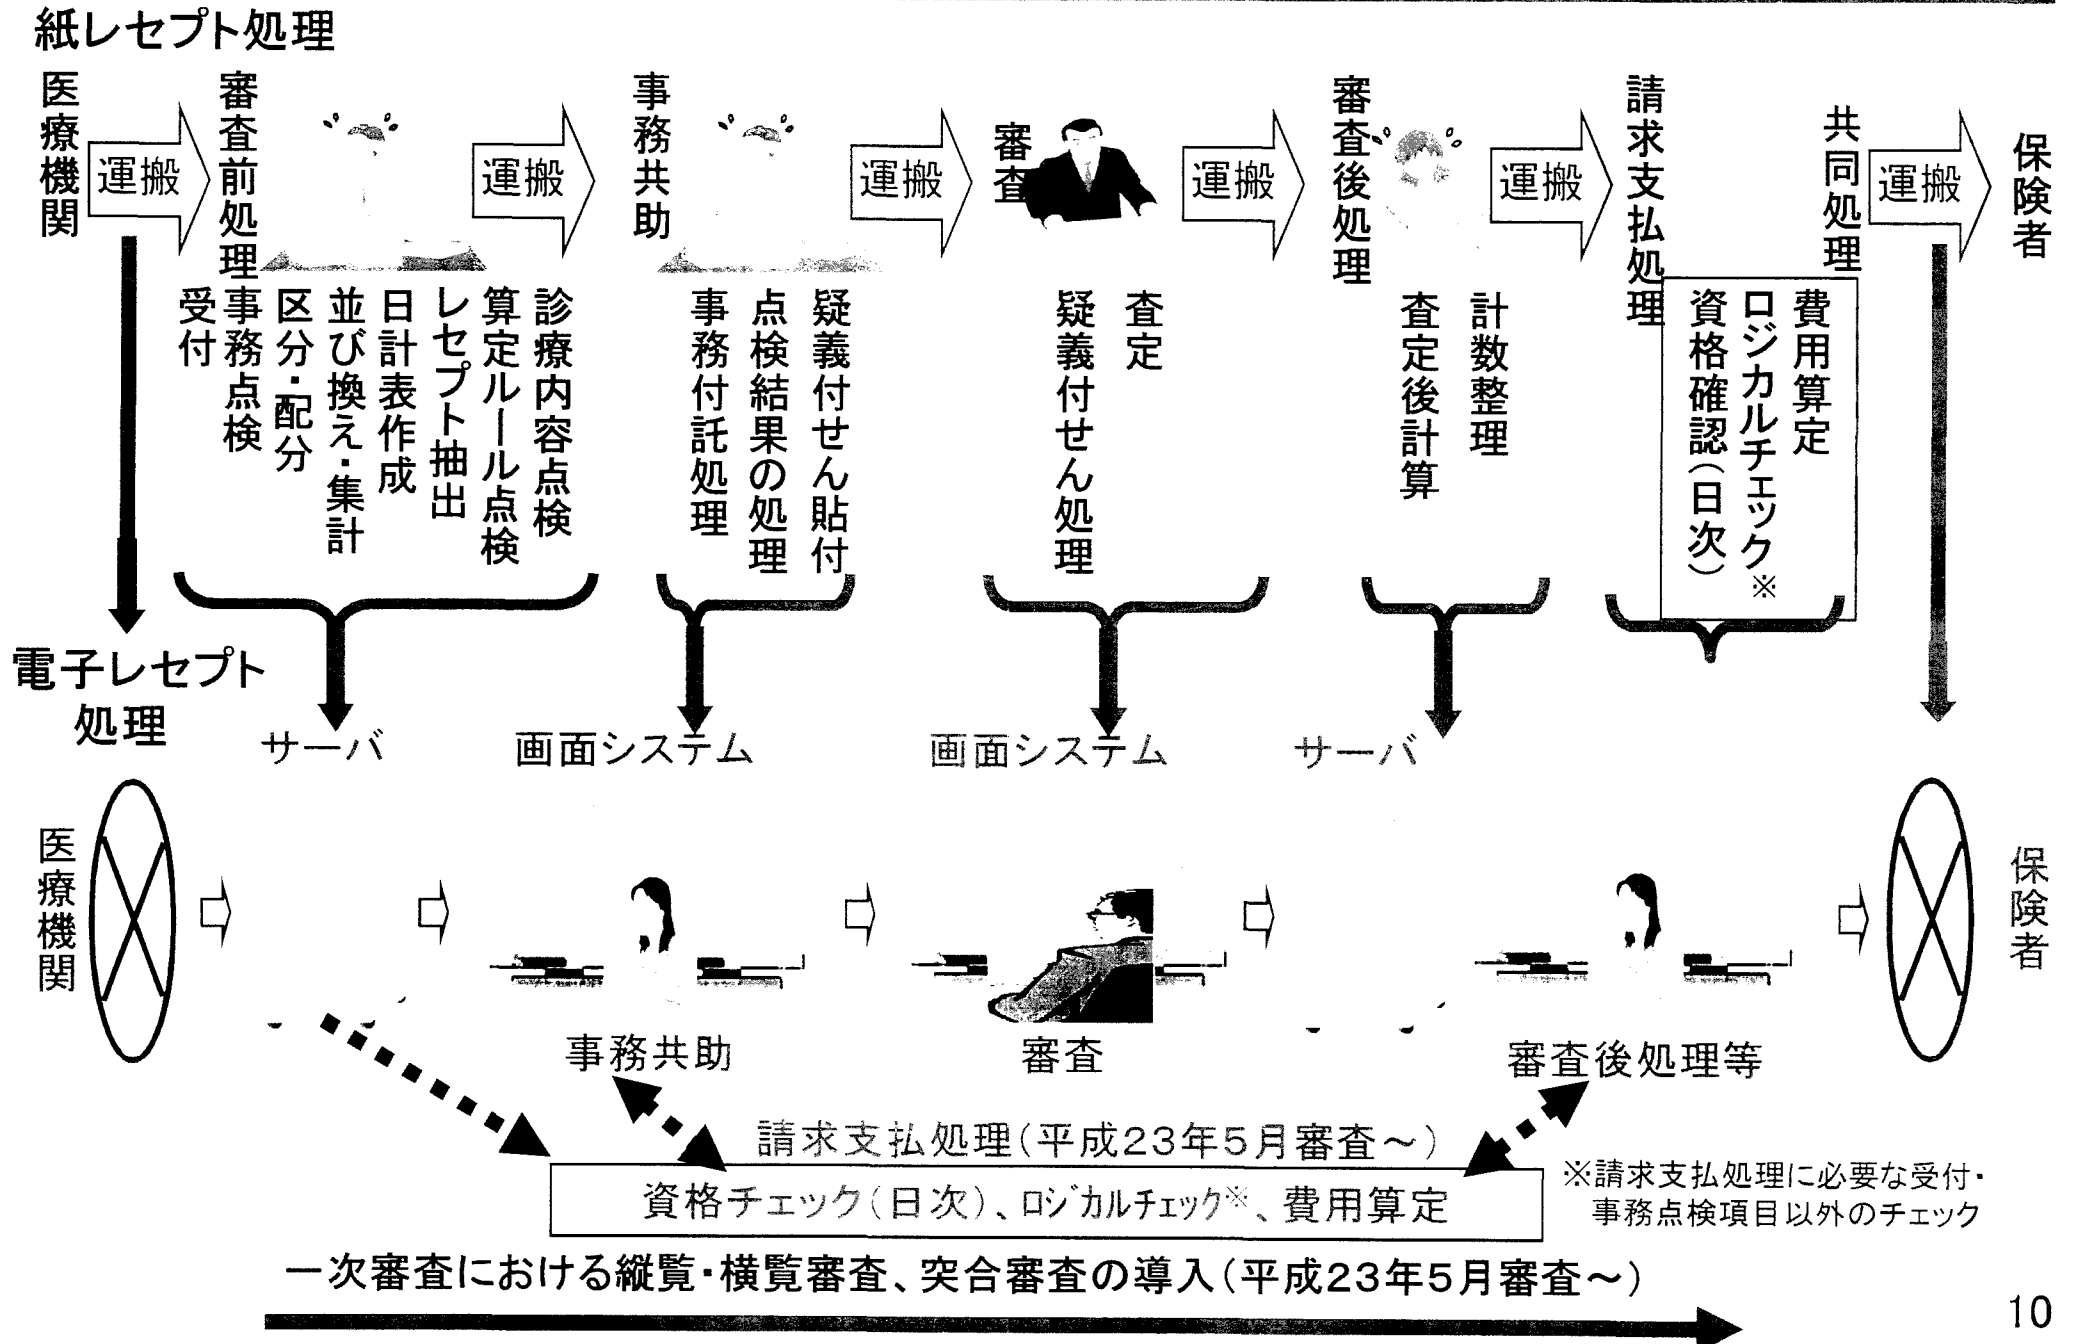 紙レセプト処理
医療機関
運搬
審査前処理
運搬
事務共助
運搬
審査
運搬
審査後処理
運搬
請求支払処理
共同処理
運搬
保険者
受付
事務点検
区分・配分
並び換え・集計
日計表作成
レセプト抽出
算定ルール点検
診療内容点検
事務付託処理
点検結果の処理
疑義付せん貼付
疑義付せん処理
査定
査定後計算
計数整理
資格確認(日次)
ロジカルチェック※
費用算定
電子レセプト
処理
サーバ
画面システム
画面システム
サーバ
医療機関
保険者
事務共助
審査
審査後処理等
請求支払処理(平成23年5月審査~)
資格チェック(日次)、ロジカルチェック※、費用算定
※請求支払処理に必要な受付・
事務点検項目以外のチェック
一次審査における縦覧・横覧審査、突合審査の導入(平成23年5月審査~)
10